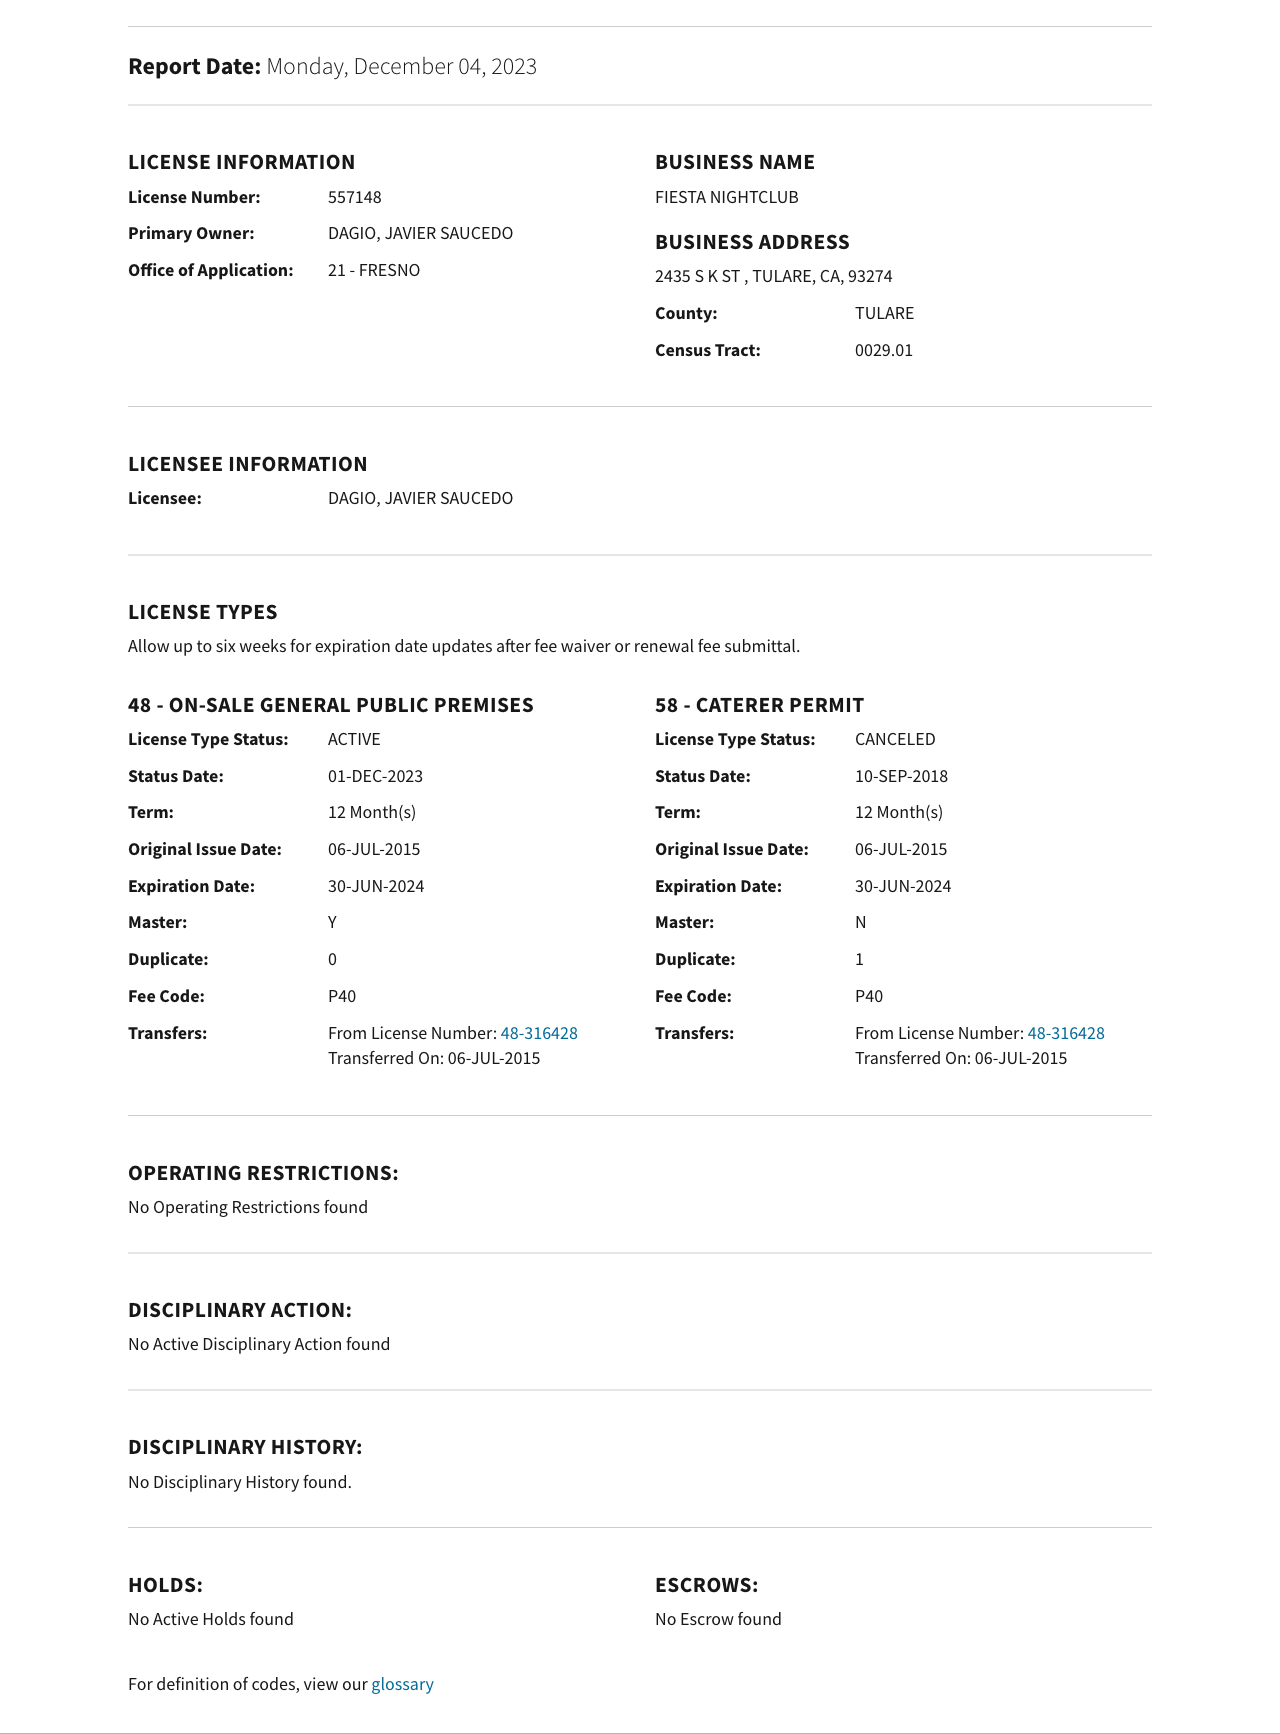 Report Date: Monday, December 04, 2023
LICENSE INFORMATION
License Number: 557148
Primary Owner: DAGIO, JAVIER SAUCEDO
Office of Application: 21 - FRESNO
BUSINESS NAME
FIESTA NIGHTCLUB
BUSINESS ADDRESS
2435 S K ST , TULARE, CA, 93274
County: TULARE
Census Tract: 0029.01
LICENSEE INFORMATION
Licensee: DAGIO, JAVIER SAUCEDO
LICENSE TYPES
Allow up to six weeks for expiration date updates after fee waiver or renewal fee submittal.
48 - ON-SALE GENERAL PUBLIC PREMISES
License Type Status: ACTIVE
Status Date: 01-DEC-2023
Term: 12 Month(s)
Original Issue Date: 06-JUL-2015
Expiration Date: 30-JUN-2024
Master: Y
Duplicate: 0
Fee Code: P40
Transfers: From License Number: 48-316428
Transferred On: 06-JUL-2015
58 - CATERER PERMIT
License Type Status: CANCELED
Status Date: 10-SEP-2018
Term: 12 Month(s)
Original Issue Date: 06-JUL-2015
Expiration Date: 30-JUN-2024
Master: N
Duplicate: 1
Fee Code: P40
Transfers: From License Number: 48-316428
Transferred On: 06-JUL-2015
OPERATING RESTRICTIONS:
No Operating Restrictions found
DISCIPLINARY ACTION:
No Active Disciplinary Action found
DISCIPLINARY HISTORY:
No Disciplinary History found.
HOLDS:
No Active Holds found
ESCROWS:
No Escrow found
For definition of codes, view our glossary